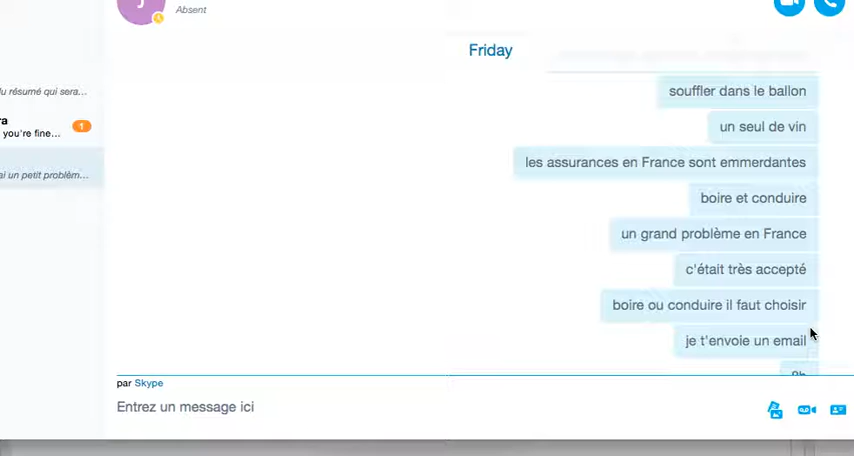 J
Absent
Friday
lu résumé qui sera...
souffler dans le ballon
ra
1
un seul de vin
you're fine...
les assurances en France sont emmerdantes
ai un petit problèm...
boire et conduire
un grand problème en France
c'était très accepté
boire ou conduire il faut choisir
je t'envoie un email
par Skype
Entrez un message ici